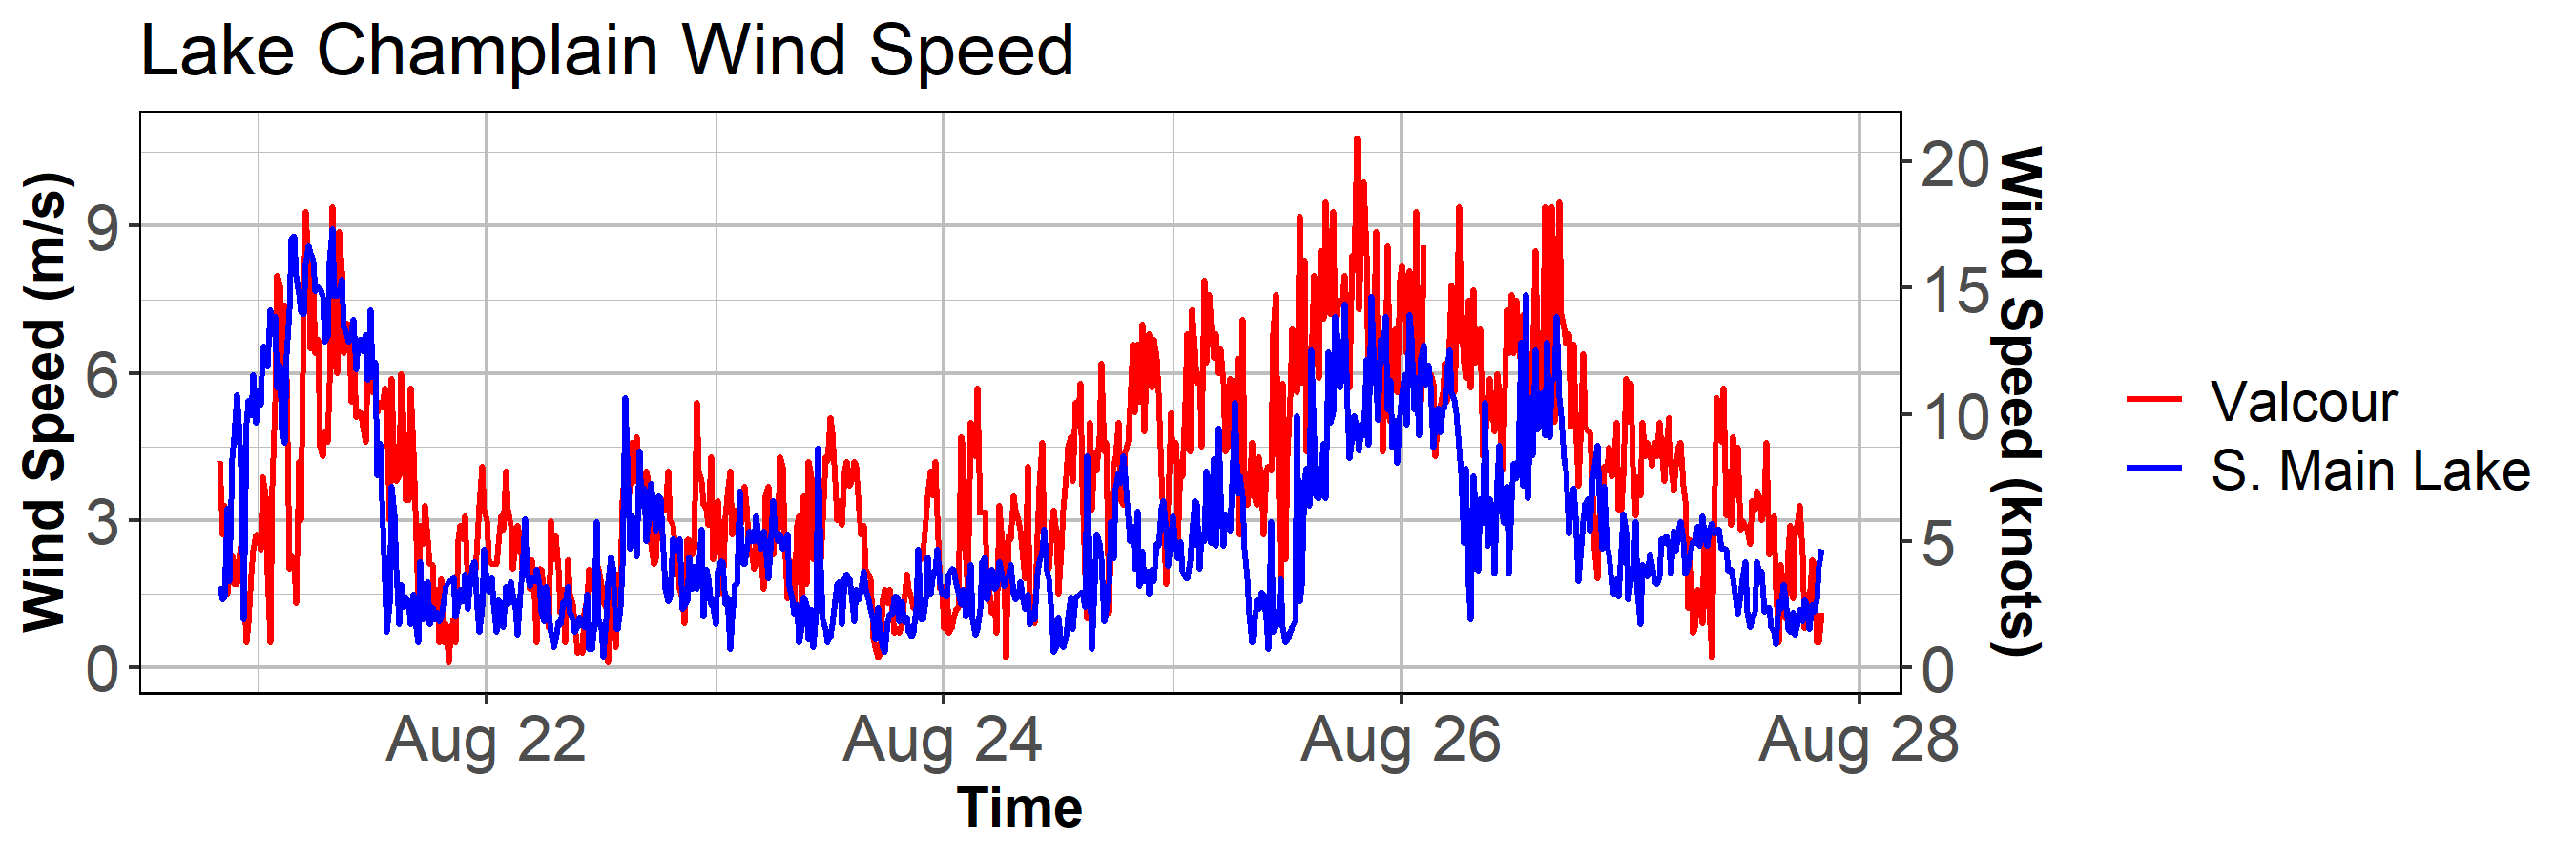 Lake Champlain Wind Speed
Wind Speed (m/s)
9
6
3
0
20
15
10
5
0
Wind Speed (knots)
Aug 22
Aug 24
Aug 26
Aug 28
Time
Valcour
S. Main Lake